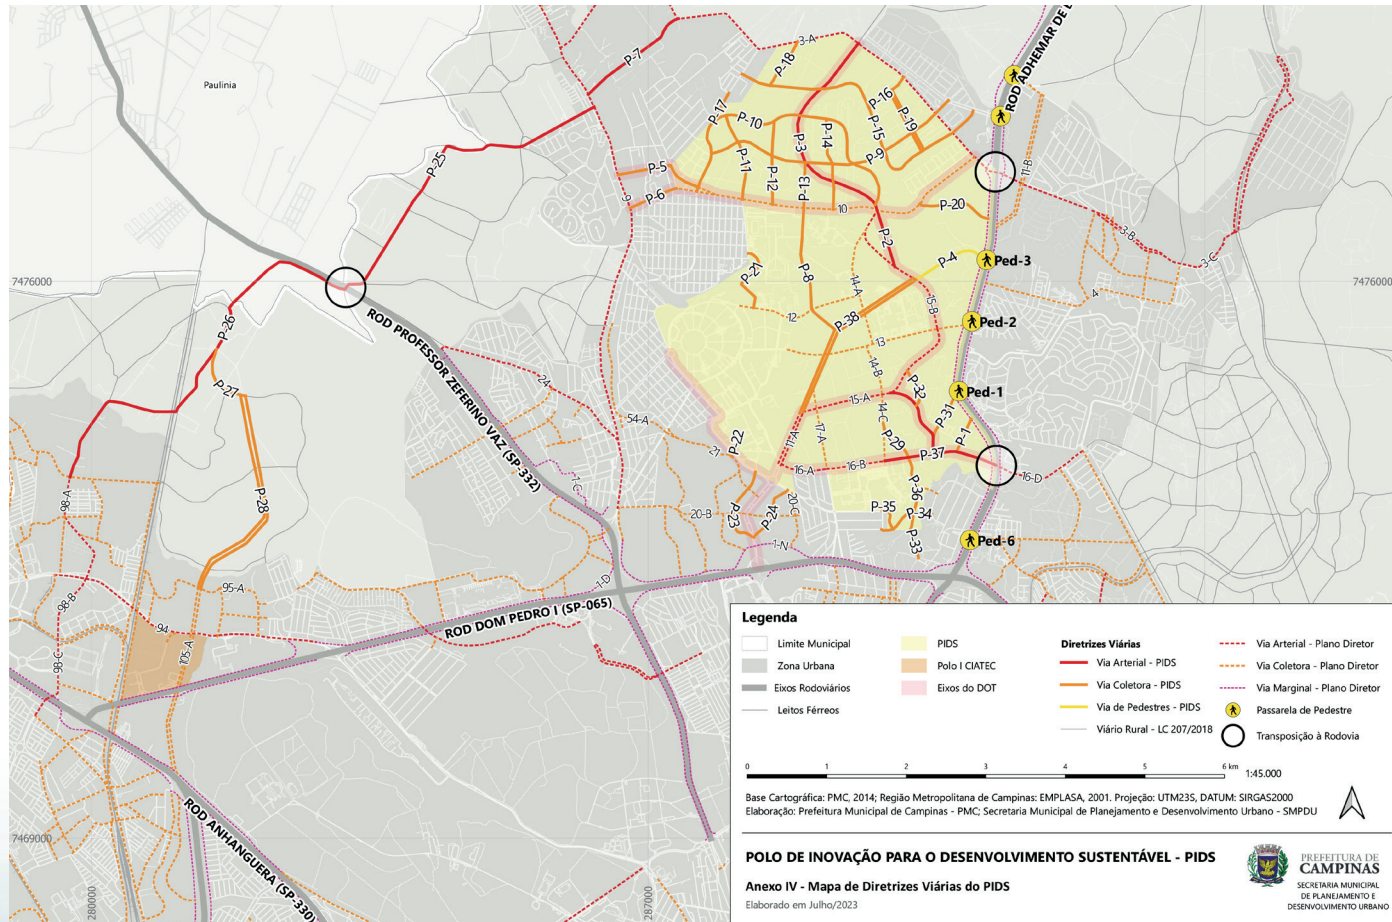 Paulinia
P-7
3-A
P-18
ROD ADHEMAR DE
P-17
P-16
P-10
P-15
P-19
P-3
P-14
P-25
P-5
P-11
P-9
11-B
P-12
P-13
9
P-6
10
P-20
3-B
P-2
3-C
P-4
Ped-3
7476000
7476000
P-21
P-8
14-A
4
P-26
ROD PROFESSOR ZEFERINO VAZ (SP-332)
12
P-38
15-B
Ped-2
13
24
14-B
P-27
P-32
Ped-1
15-A
54-A
14-C
P-31
P-22
11-A
17-A
P-29
P-1
21
P-37
98-A
16-A
16-B
16-D
1-C
P-28
P-36
20-B
P-23
P-24
20-C
P-35
P-34
Ped-6
P-33
1-N
1-D
95-A
98-B
ROD DOM PEDRO I (SP-065)
94
98-C
105-A
ROD ANHANGUERA (SP-330)
7469000
280000
287000
Legenda
Limite Municipal
Zona Urbana
Eixos Rodoviários
Leitos Férreos
PIDS
Polo I CIATEC
Eixos do DOT
Diretrizes Viárias
Via Arterial - PIDS
Via Coletora - PIDS
Via de Pedestres - PIDS
Viário Rural - LC 207/2018
Via Arterial - Plano Diretor
Via Coletora - Plano Diretor
Via Marginal - Plano Diretor
Passarela de Pedestre
Transposição à Rodovia
0 1 2 3 4 5 6 km
1:45.000
Base Cartográfica: PMC, 2014; Região Metropolitana de Campinas: EMPLASA, 2001. Projeção: UTM23S, DATUM: SIRGAS2000
Elaboração: Prefeitura Municipal de Campinas - PMC; Secretaria Municipal de Planejamento e Desenvolvimento Urbano - SMPDU
POLO DE INOVAÇÃO PARA O DESENVOLVIMENTO SUSTENTÁVEL - PIDS
Anexo IV - Mapa de Diretrizes Viárias do PIDS
Elaborado em Julho/2023
PREFEITURA DE
CAMPINAS
SECRETARIA MUNICIPAL
DE PLANEJAMENTO E
DESENVOLVIMENTO URBANO